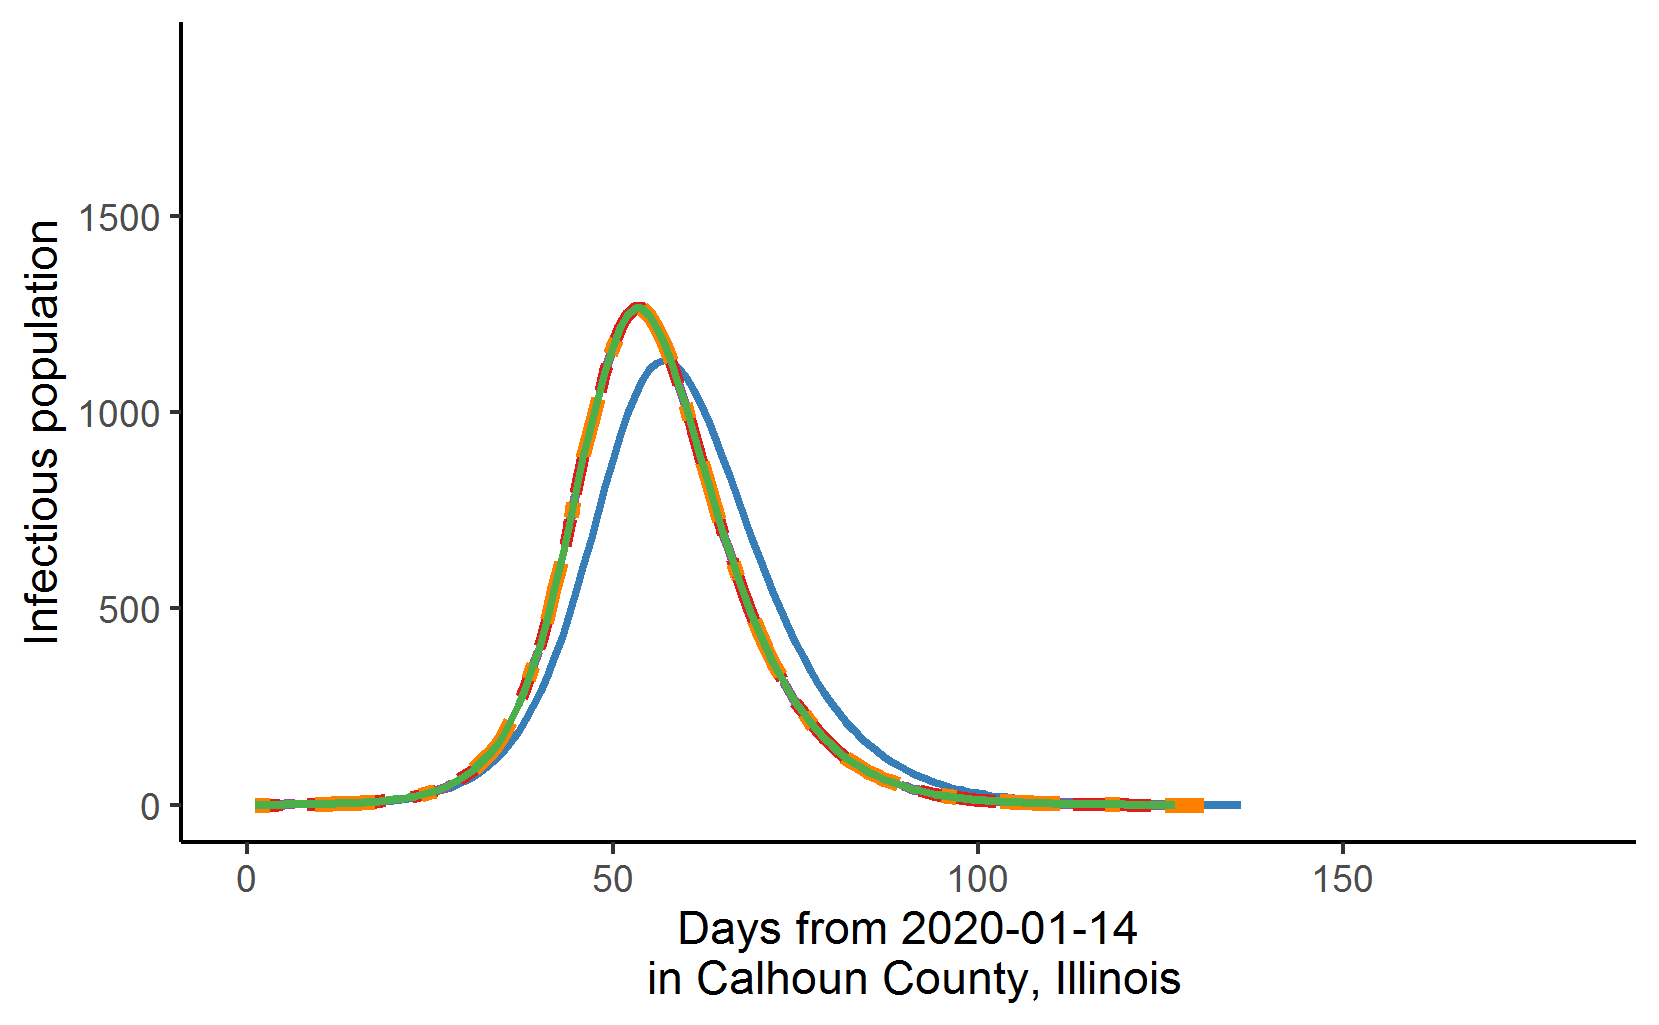 Infectious population
1500
1000
500
0
0 50 100 150
Days from 2020-01-14
in Calhoun County, Illinois